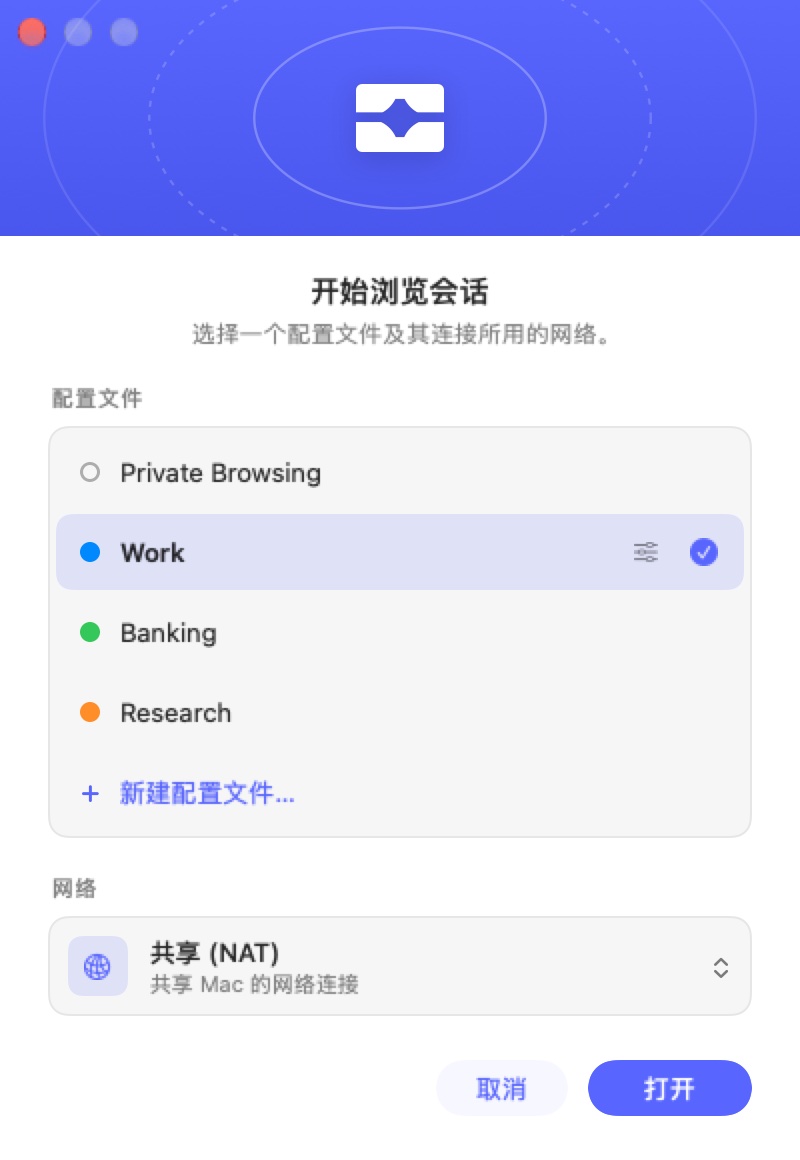 开始浏览会话
选择一个配置文件及其连接所用的网络。
配置文件
Private Browsing
Work
Banking
Research
+ 新建配置文件...
网络
共享 (NAT)
共享 Mac 的网络连接
取消
打开